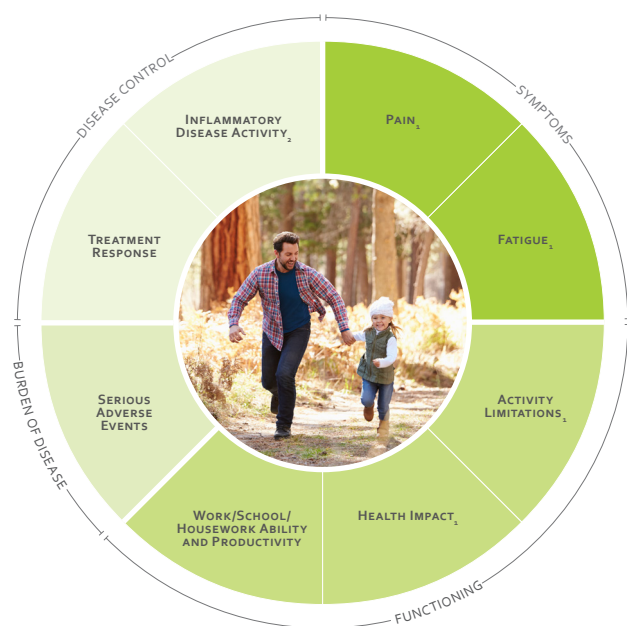 DISEASE CONTROL
SYMPTOMS
INFLAMMATORY
DISEASE ACTIVITY2
PAIN1
TREATMENT
RESPONSE
FATIGUE1
BURDEN OF DISEASE
SERIOUS
ADVERSE
EVENTS
ACTIVITY
LIMITATIONS1
WORK/SCHOOL/
HOUSEWORK ABILITY
AND PRODUCTIVITY
HEALTH IMPACT1
FUNCTIONING